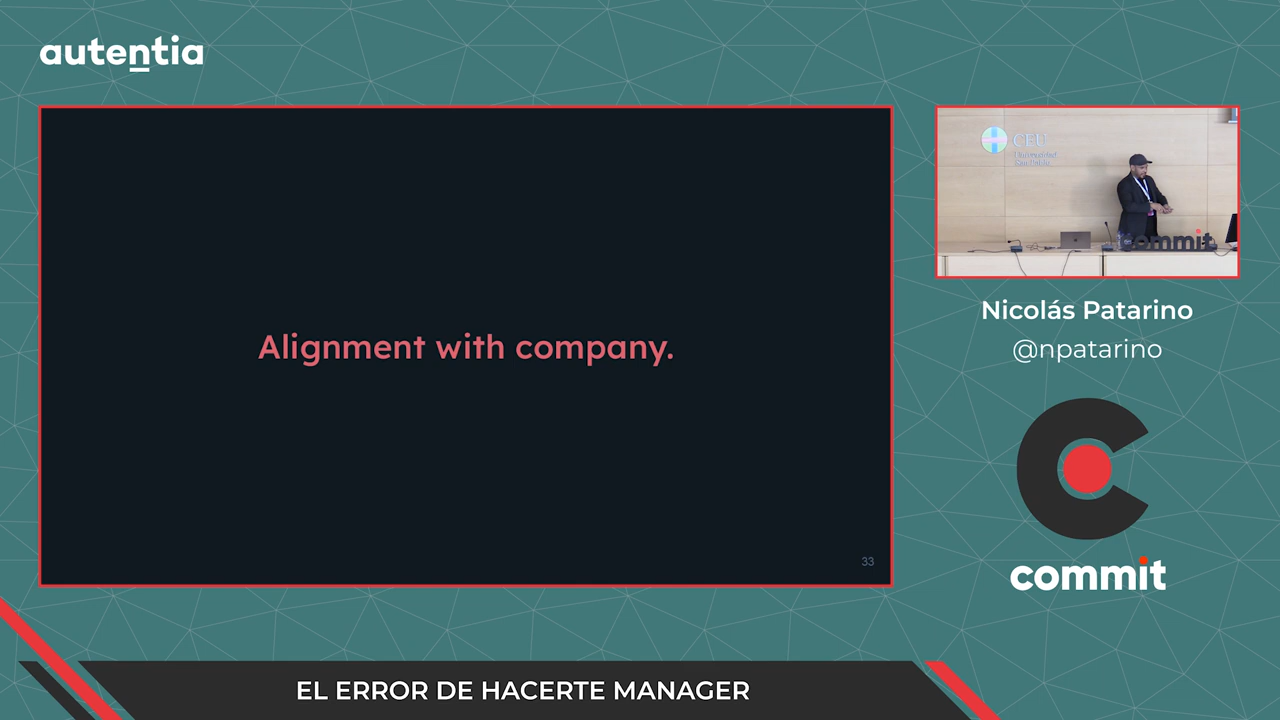 autentia
Alignment with company.
33
CEU
Universidad
San Pablo
commit
Nicolás Patarino
@npatarino
commit
EL ERROR DE HACERTE MANAGER